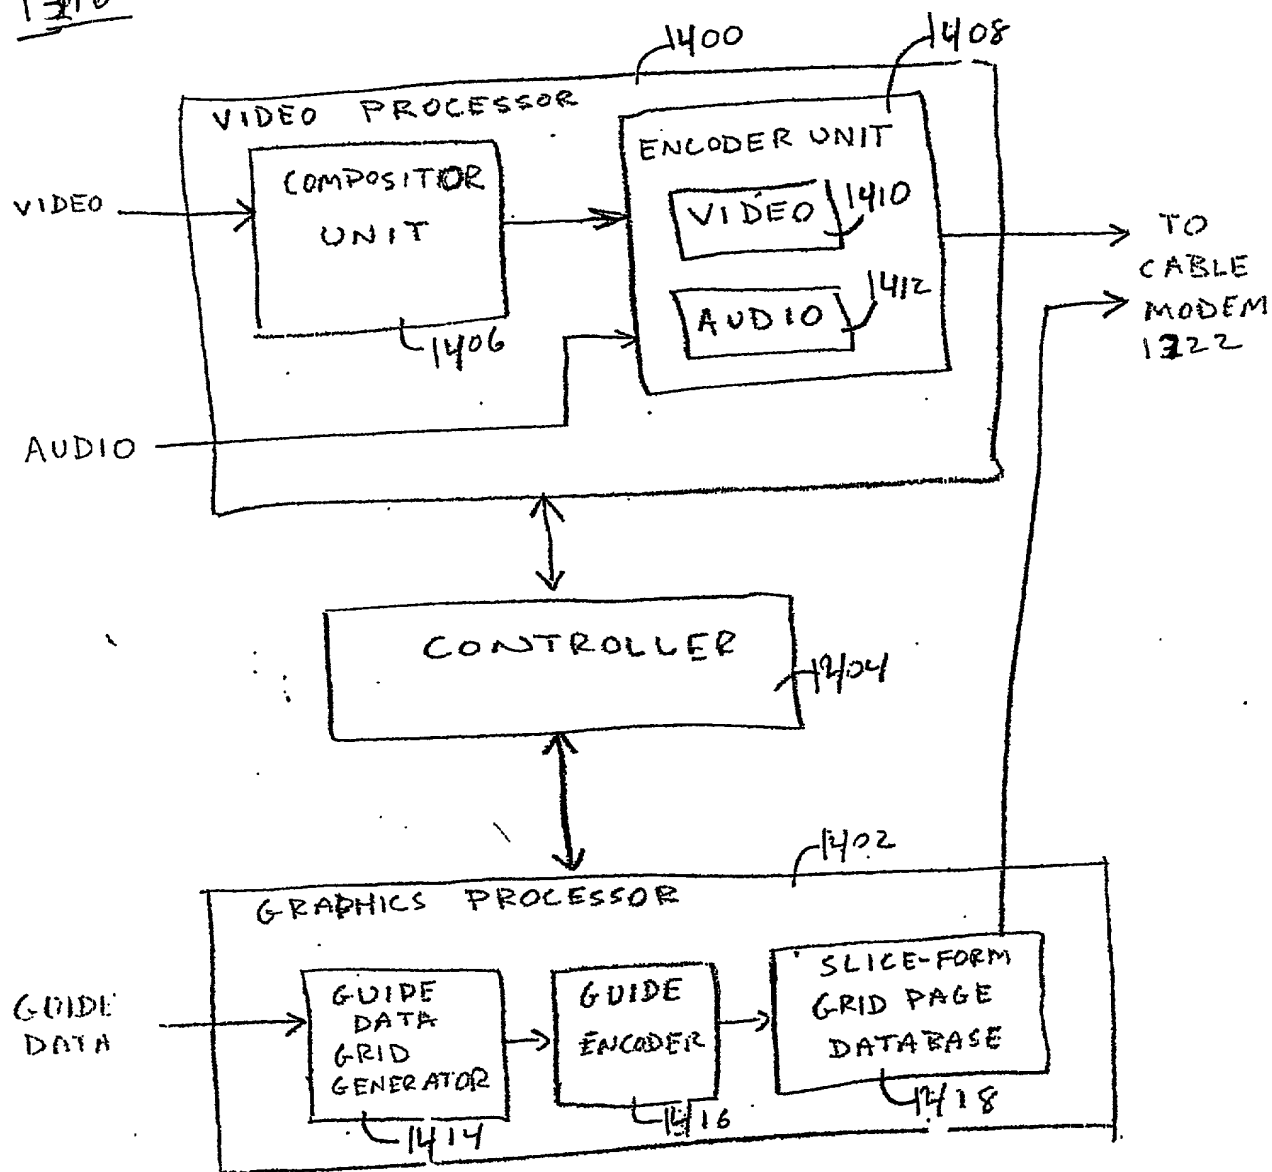 1400
1408
VIDEO PROCESSOR
ENCODER UNIT
COMPOSITOR
UNIT
VIDEO
VIDEO
1410
AUDIO
1412
1406
AUDIO
TO
CABLE
MODEM
1322
CONTROLLER
1404
1402
GRAPHICS PROCESSOR
GUIDE
DATA
GUIDE
DATA
GRID
GENERATOR
1414
GUIDE
ENCODER
1416
SLICE-FORM
GRID PAGE
DATABASE
1418